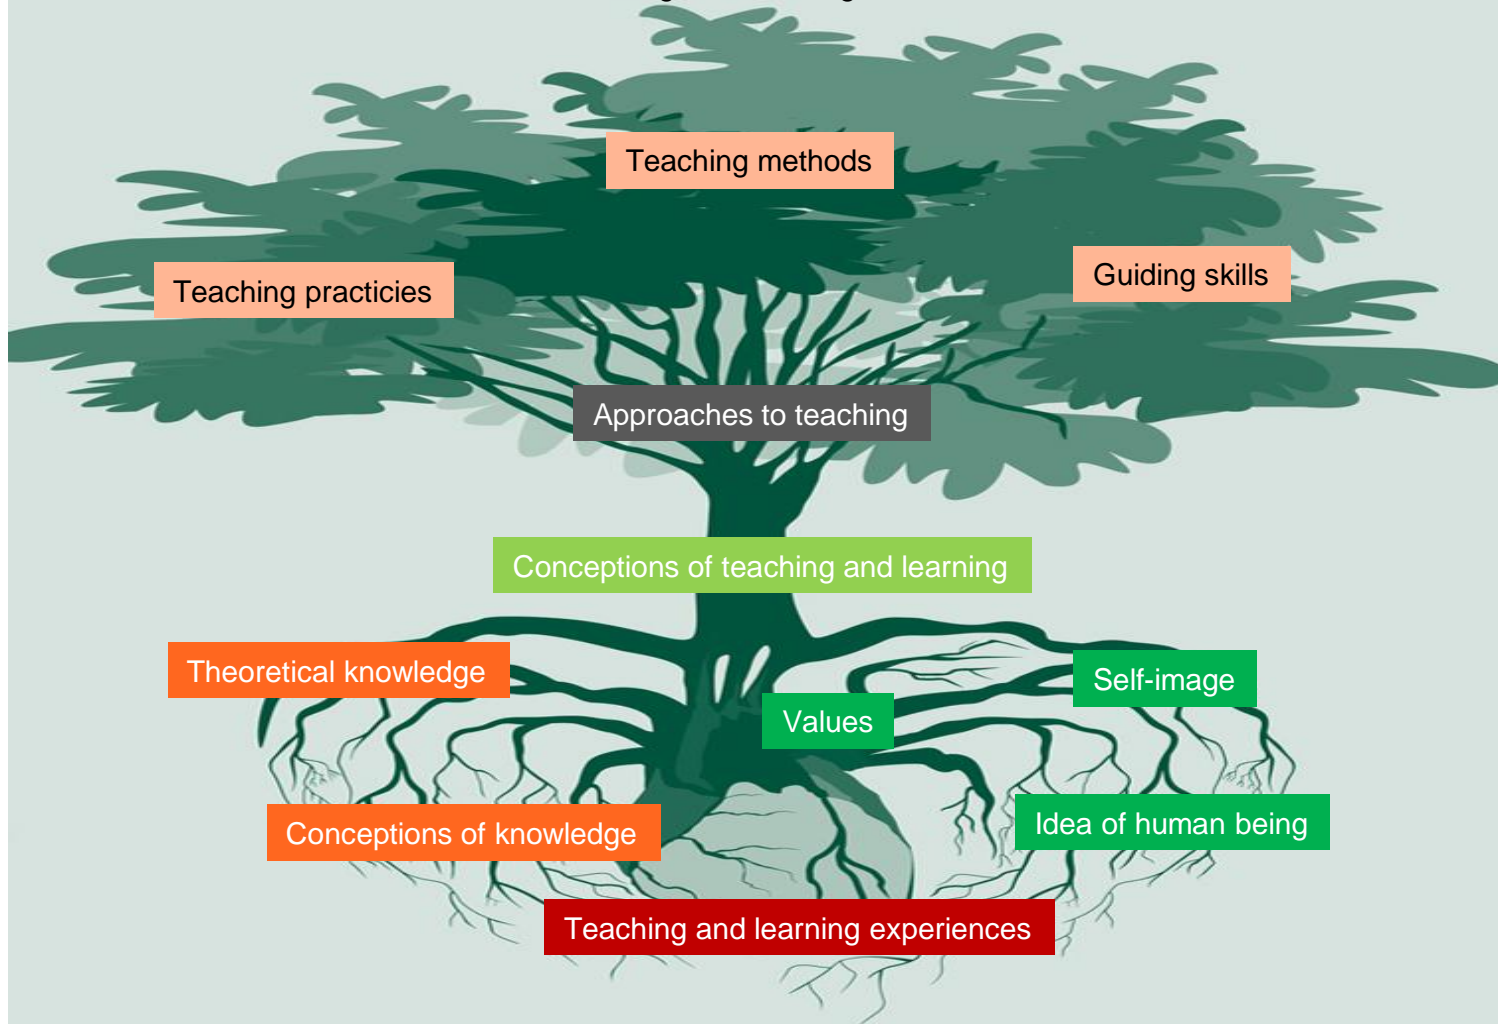 Teaching methods
Teaching practicies
Guiding skills
Approaches to teaching
Conceptions of teaching and learning
Theoretical knowledge
Self-image
Values
Conceptions of knowledge
Idea of human being
Teaching and learning experiences